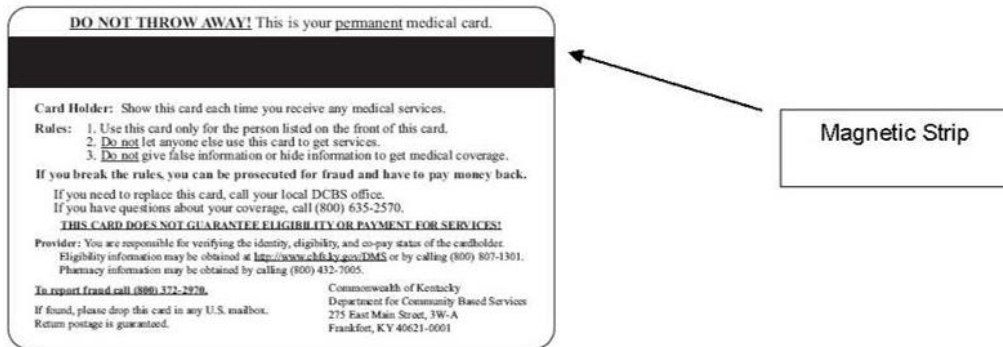 DO NOT THROW AWAY! This is your permanent medical card.
Magnetic Strip
Card Holder: Show this card each time you receive any medical services.
Rules: 1. Use this card only for the person listed on the front of this card.
2. Do not let anyone else use this card to get services.
3. Do not give false information or hide information to get medical coverage.
If you break the rules, you can be prosecuted for fraud and have to pay money back.
If you need to replace this card, call your local DCBS office.
If you have questions about your coverage, call (800) 635-2570.
THIS CARD DOES NOT GUARANTEE ELIGIBILITY OR PAYMENT FOR SERVICES!
Provider: You are responsible for verifying the identity, eligibility, and co-pay status of the cardholder.
Eligibility information may be obtained at http://www.chfs.ky.gov/DMS or by calling (800) 807-1301.
Pharmacy information may be obtained by calling (800) 432-7005.
To report fraud call (800) 372-2970.
If found, please drop this card in any U.S. mailbox.
Return postage is guaranteed.
Commonwealth of Kentucky
Department for Community Based Services
275 East Main Street, 3W-A
Frankfort, KY 40621-0001